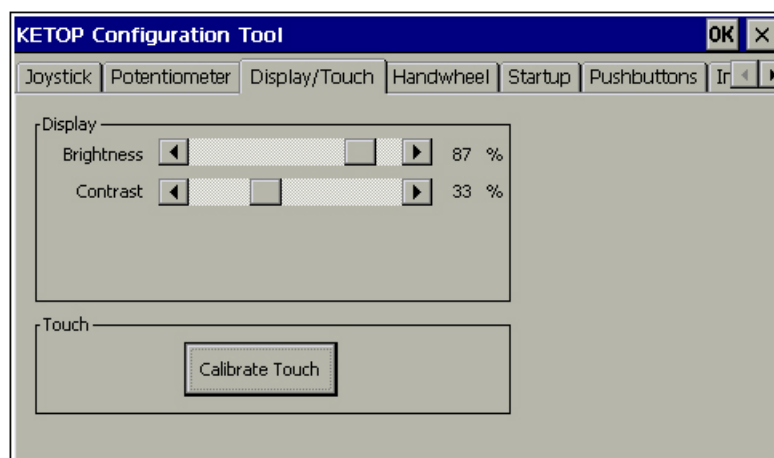 KETOP Configuration Tool OK ×
Joystick Potentiometer Display/Touch Handwheel Startup Pushbuttons
Display
Brightness 87 %
Contrast 33 %
Touch
Calibrate Touch